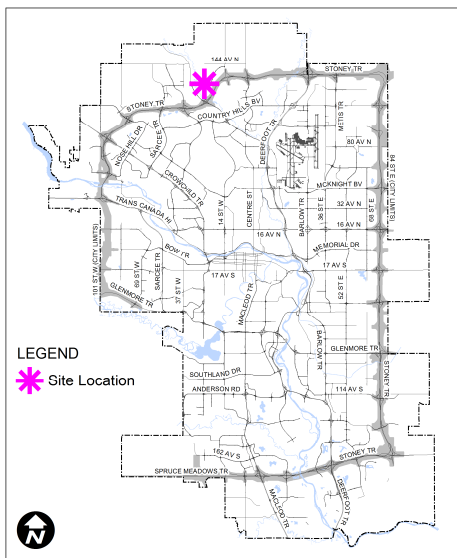 144 AV N
STONEY TR
STONEY TR
COUNTRY HILLS BV
SARCEE TR
NOSE HILL DR
DEERFOOT TR
METIS TR
80 AV N
CROWCHILD TR
MCKNIGHT BV
84 ST E (CITY LIMITS)
TRANS CANADA HI
14 ST W
CENTRE ST
BARLOW TR
36 ST E
32 AV N
68 ST E
16 AV N
16 AV N
101 ST W (CITY LIMITS)
BOW TR
MEMORIAL DR
69 ST W
SARCEE TR
37 ST W
17 AV S
17 AV S
GLENMORE TR
MACLEOD TR
52 ST E
LEGEND
Site Location
BARLOW TR
GLENMORE TR
SOUTHLAND DR
ANDERSON RD
114 AV S
STONEY TR
162 AV S
STONEY TR
SPRUCE MEADOWS TR
MACLEOD TR
DEERFOOT TR
N